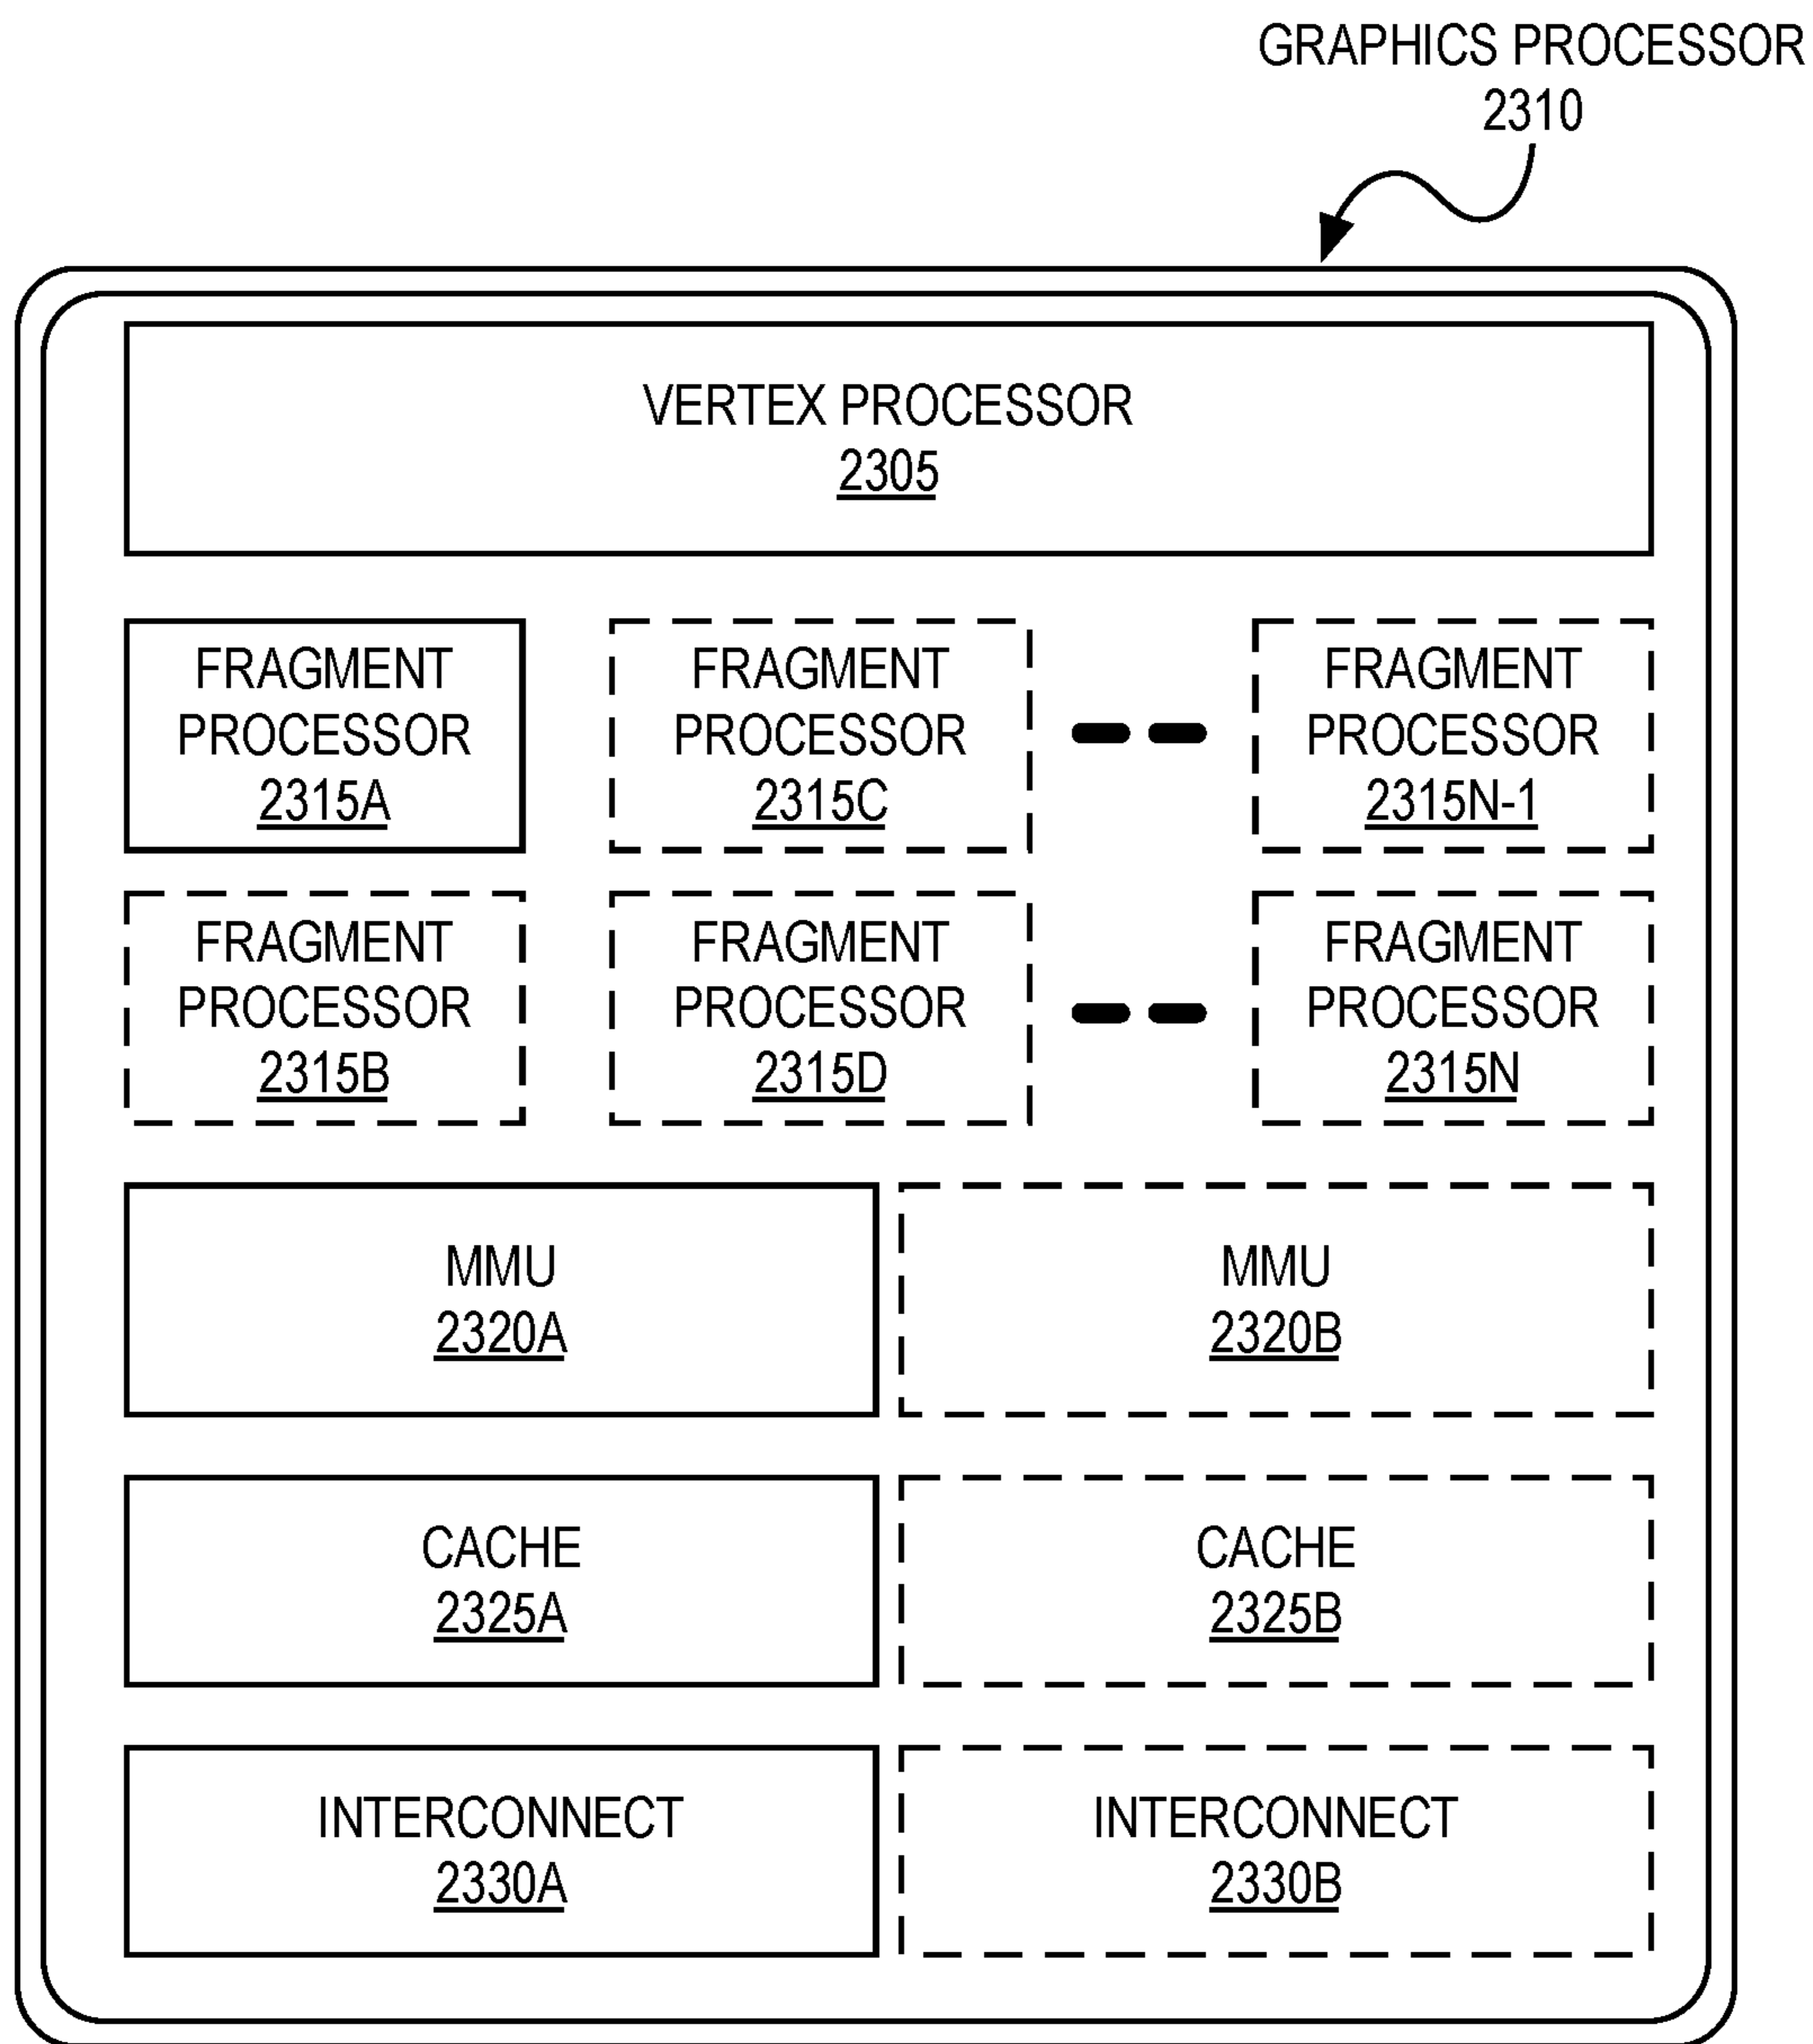 GRAPHICS PROCESSOR
2310
VERTEX PROCESSOR
2305
FRAGMENT
PROCESSOR
2315A
FRAGMENT
PROCESSOR
2315C
FRAGMENT
PROCESSOR
2315N-1
FRAGMENT
PROCESSOR
2315B
FRAGMENT
PROCESSOR
2315D
FRAGMENT
PROCESSOR
2315N
MMU
2320A
MMU
2320B
CACHE
2325A
CACHE
2325B
INTERCONNECT
2330A
INTERCONNECT
2330B